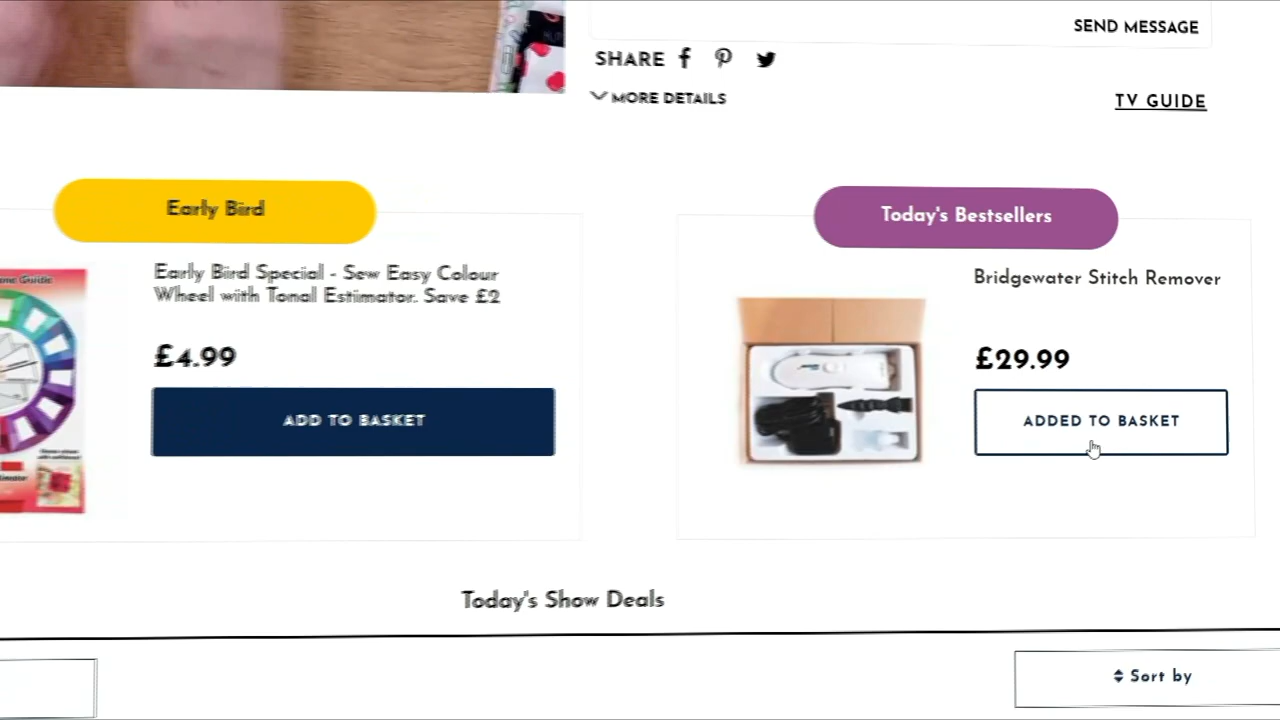 SEND MESSAGE
SHARE
MORE DETAILS
TV GUIDE
Early Bird
Early Bird Special - Sew Easy Colour
Wheel with Tonal Estimator. Save £2
£4.99
ADD TO BASKET
Today's Bestsellers
Bridgewater Stitch Remover
£29.99
ADDED TO BASKET
Today's Show Deals
Sort by